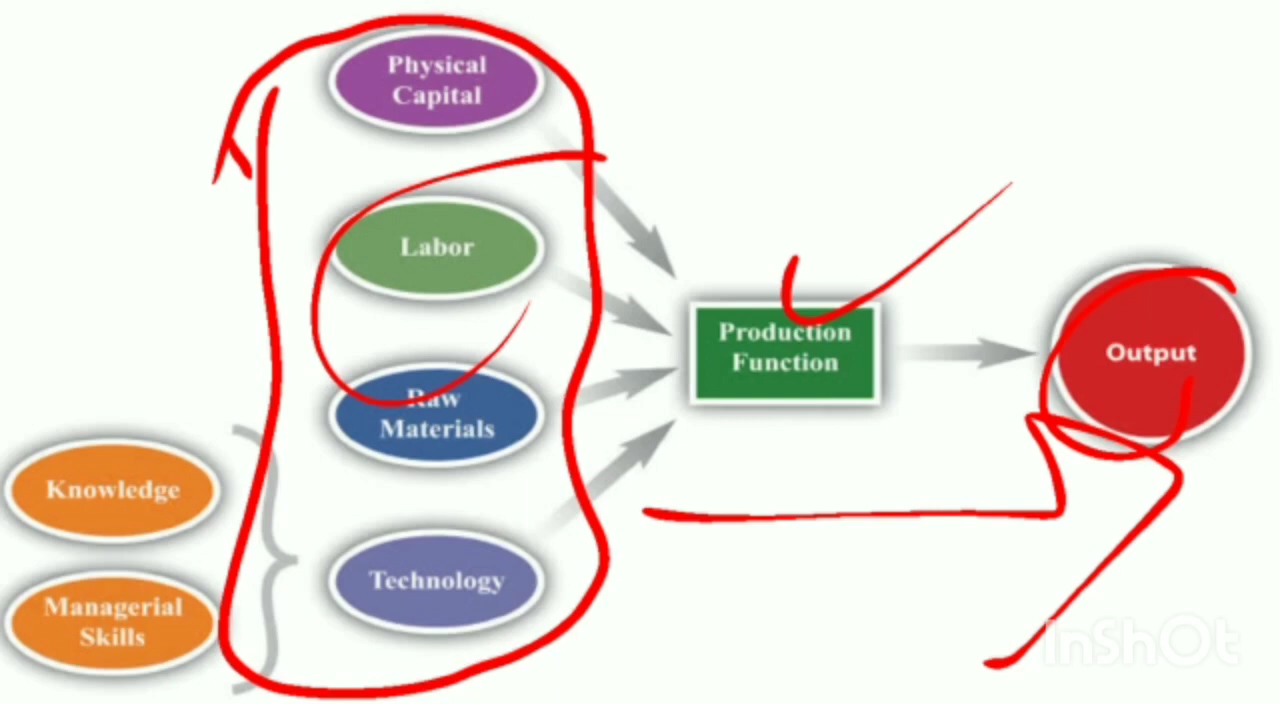 Physical
Capital
Labor
Raw
Materials
Technology
Knowledge
Managerial
Skills
Production
Function
Output
InShOt